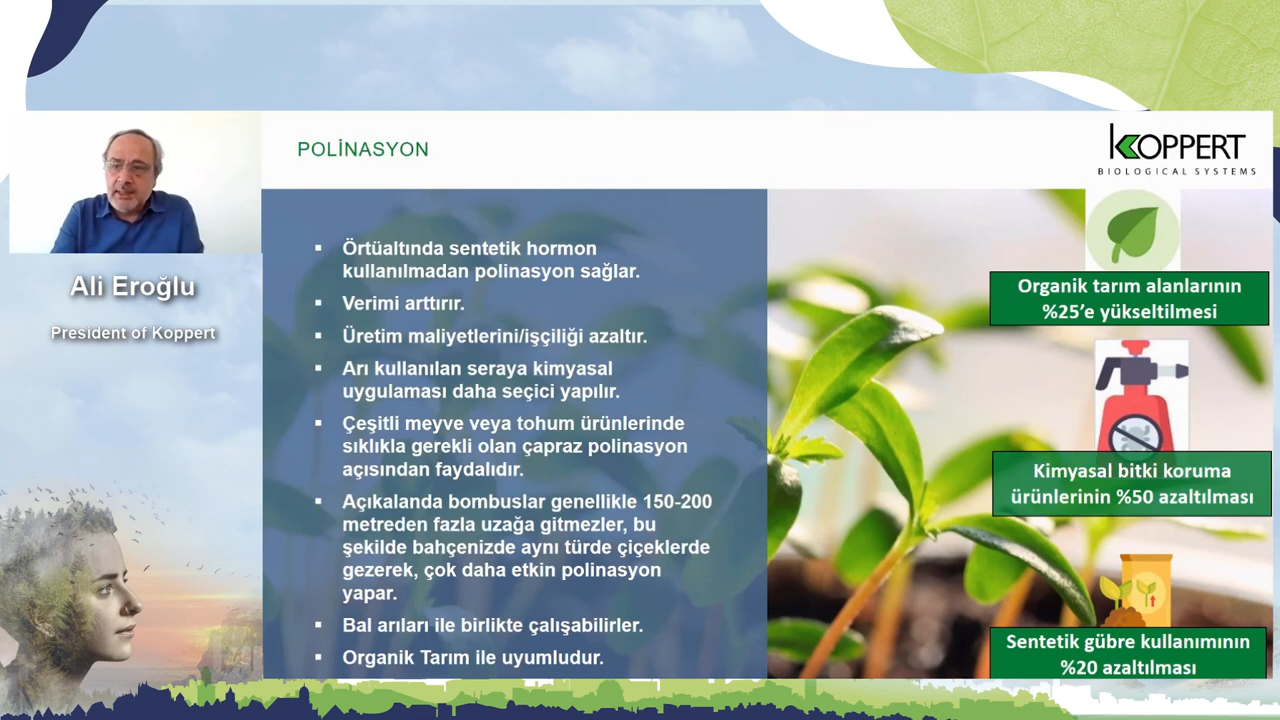 POLİNASYON
KOPPERT
BIOLOGICAL SYSTEMS
Ali Eroğlu
President of Koppert
▪ Örtüaltında sentetik hormon
kullanılmadan polinasyon sağlar.
▪ Verimi arttırır.
▪ Üretim maliyetlerini/işçiliği azaltır.
▪ Arı kullanılan seraya kimyasal
uygulaması daha seçici yapılır.
▪ Çeşitli meyve veya tohum ürünlerinde
sıklıkla gerekli olan çapraz polinasyon
açısından faydalıdır.
▪ Açıkalanda bombuslar genellikle 150-200
metreden fazla uzağa gitmezler, bu
şekilde bahçenizde aynı türde çiçeklerde
gezerek, çok daha etkin polinasyon
yapar.
▪ Bal arıları ile birlikte çalışabilirler.
▪ Organik Tarım ile uyumludur.
Organik tarım alanlarının
%25’e yükseltilmesi
Kimyasal bitki koruma
ürünlerinin %50 azaltılması
Sentetik gübre kullanımının
%20 azaltılması